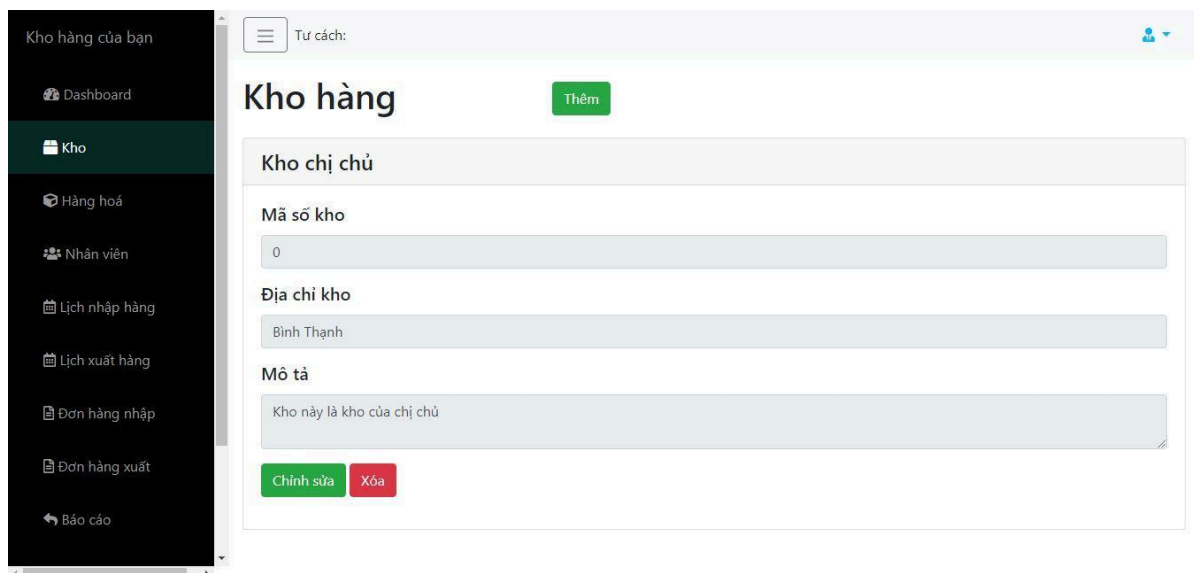 Kho hàng của bạn
Dashboard
Kho
Hàng hoá
Nhân viên
Lịch nhập hàng
Lịch xuất hàng
Đơn hàng nhập
Đơn hàng xuất
Báo cáo
Tư cách:
Kho hàng
Thêm
Kho chị chủ
Mã số kho
0
Địa chỉ kho
Bình Thạnh
Mô tả
Kho này là kho của chị chủ
Chỉnh sửa Xóa